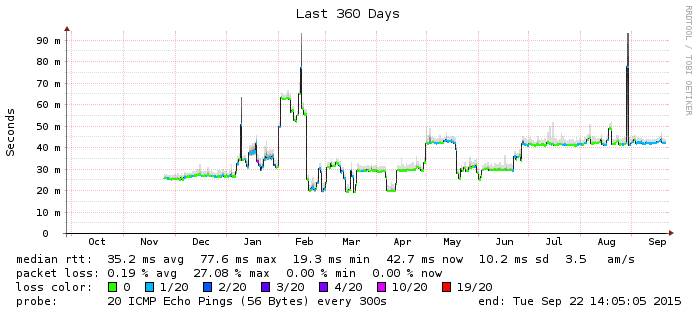 Last 360 Days
RRDTOOL / TOBI OETIKER
Seconds
90 m
80 m
70 m
60 m
50 m
40 m
30 m
20 m
10 m
0
Oct Nov Dec Jan Feb Mar Apr May Jun Jul Aug Sep
median rtt: 35.2 ms avg 77.6 ms max 19.3 ms min 42.7 ms now 10.2 ms sd 3.5 am/s
packet loss: 0.19 % avg 27.08 % max 0.00 % min 0.00 % now
loss color: 0 1/20 2/20 3/20 4/20 10/20 19/20
probe: 20 ICMP Echo Pings (56 Bytes) every 300s end: Tue Sep 22 14:05:05 2015